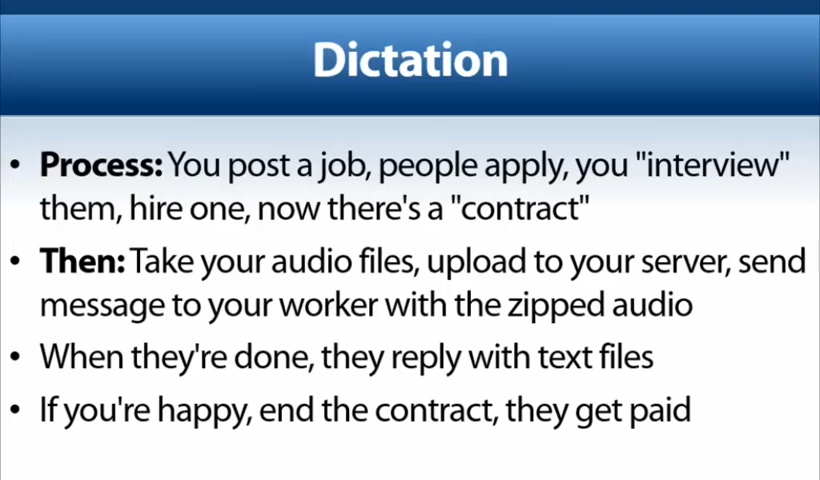 Dictation
• Process: You post a job, people apply, you "interview"
them, hire one, now there's a "contract"
• Then: Take your audio files, upload to your server, send
message to your worker with the zipped audio
• When they're done, they reply with text files
• If you're happy, end the contract, they get paid